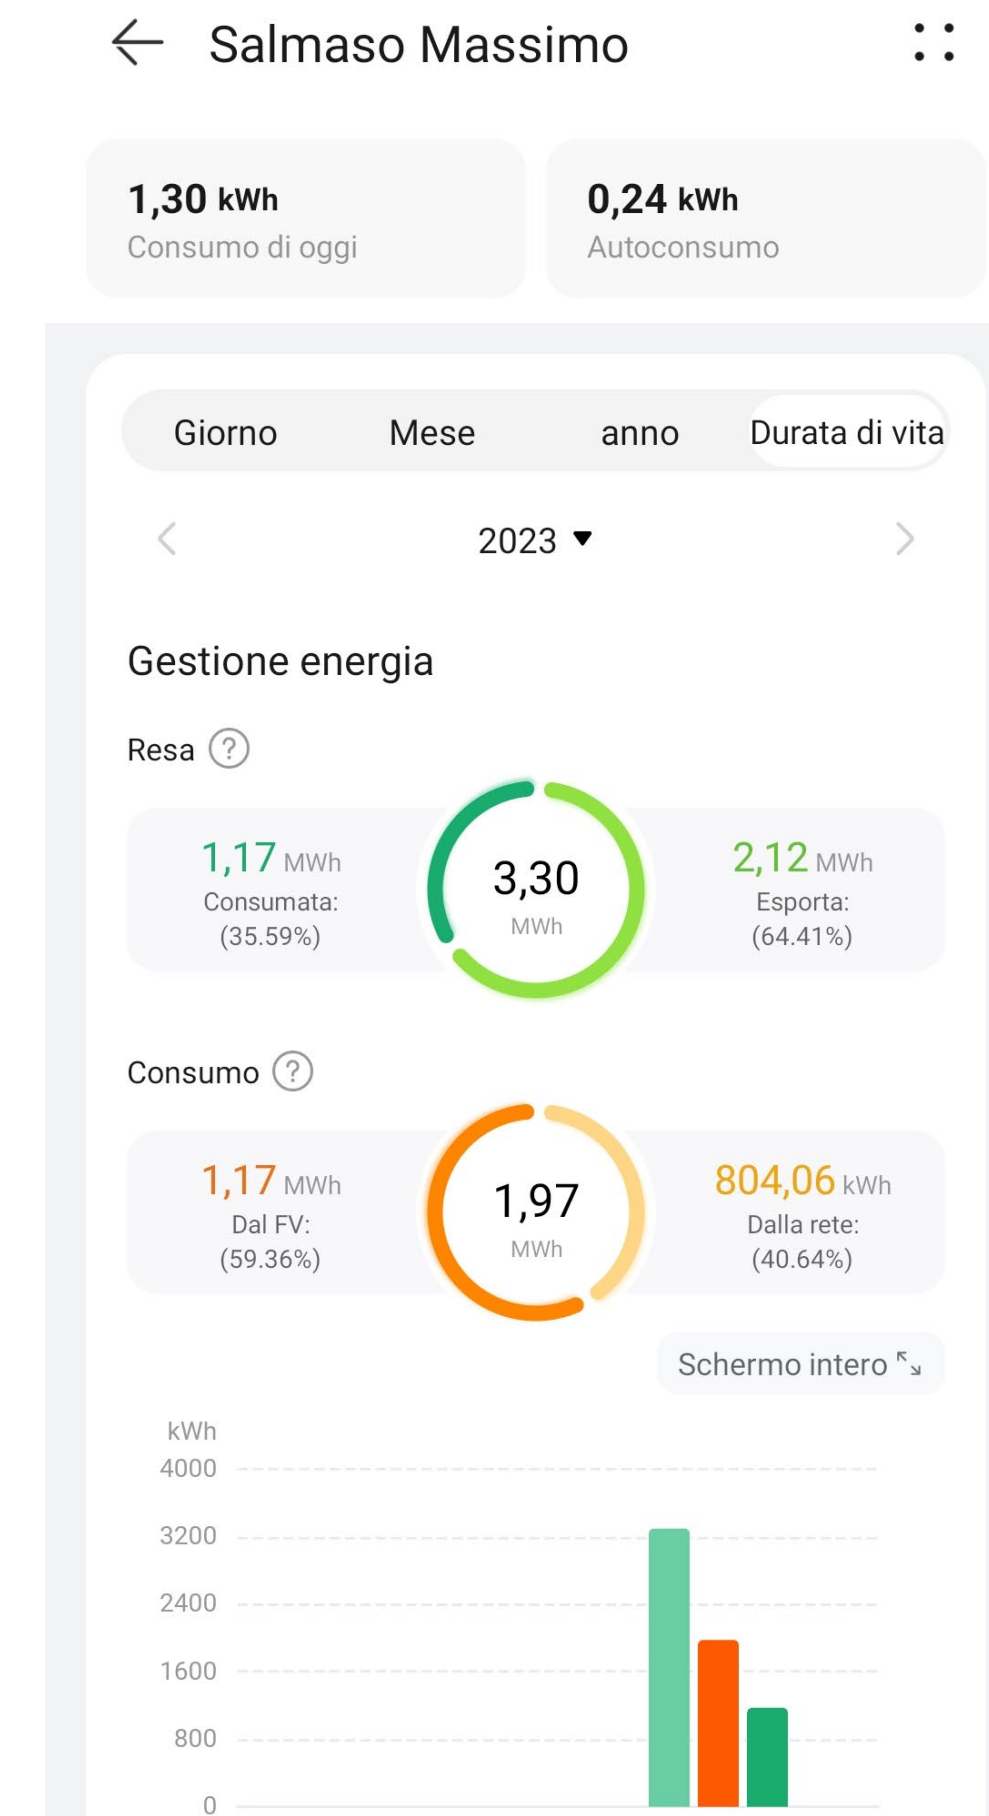 Salmaso Massimo
1,30 kWh
Consumo di oggi
0,24 kWh
Autoconsumo
Giorno Mese anno Durata di vita
2023
Gestione energia
Resa ?
1,17 MWh
Consumata:
(35.59%)
3,30
MWh
2,12 MWh
Esporta:
(64.41%)
Consumo ?
1,17 MWh
Dal FV:
(59.36%)
1,97
MWh
804,06 kWh
Dalla rete:
(40.64%)
Schermo intero
kWh
4000
3200
2400
1600
800
0